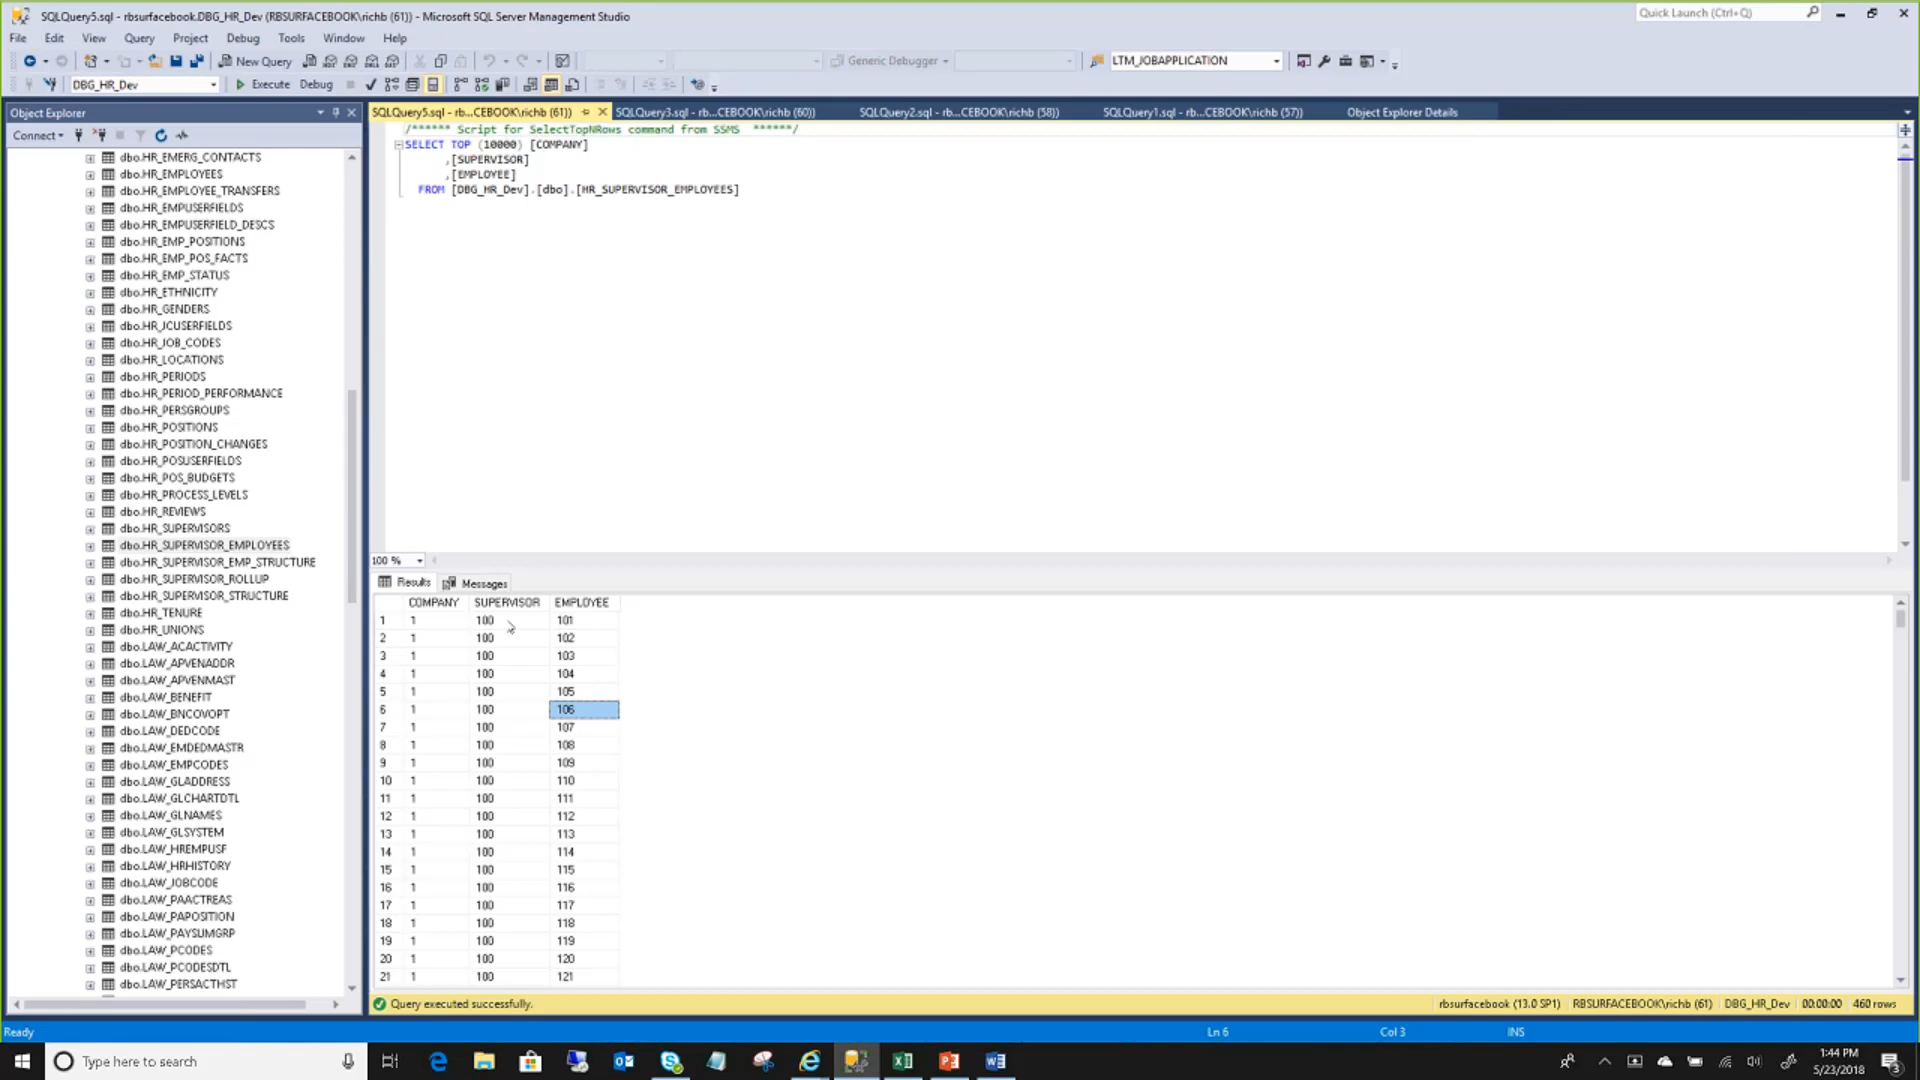 SQLQuery5.sql - rbsurfacebook.DBG_HR_Dev (RBSURFACEBOOK\richb (61)) - Microsoft SQL Server Management Studio
Quick Launch (Ctrl+Q)
File Edit View Query Project Debug Tools Window Help
New Query Generic Debugger LTM_JOBAPPLICATION
DBG_HR_Dev Execute Debug
Object Explorer
SQLQuery5.sql - rb...CEBOOK\richb (61)) SQLQuery3.sql - rb...CEBOOK\richb (60)) SQLQuery2.sql - rb...CEBOOK\richb (58)) SQLQuery1.sql - rb...CEBOOK\richb (57)) Object Explorer Details
Connect
dbo.HR_EMERG_CONTACTS
dbo.HR_EMPLOYEES
dbo.HR_EMPLOYEE_TRANSFERS
dbo.HR_EMPUSERFIELDS
dbo.HR_EMPUSERFIELD_DESCS
dbo.HR_EMP_POSITIONS
dbo.HR_EMP_POS_FACTS
dbo.HR_EMP_STATUS
dbo.HR_ETHNICITY
dbo.HR_GENDERS
dbo.HR_JCUSERFIELDS
dbo.HR_JOB_CODES
dbo.HR_LOCATIONS
dbo.HR_PERIODS
dbo.HR_PERIOD_PERFORMANCE
dbo.HR_PERSGROUPS
dbo.HR_POSITIONS
dbo.HR_POSITION_CHANGES
dbo.HR_POSUSERFIELDS
dbo.HR_POS_BUDGETS
dbo.HR_PROCESS_LEVELS
dbo.HR_REVIEWS
dbo.HR_SUPERVISORS
dbo.HR_SUPERVISOR_EMPLOYEES
dbo.HR_SUPERVISOR_EMP_STRUCTURE
dbo.HR_SUPERVISOR_ROLLUP
dbo.HR_SUPERVISOR_STRUCTURE
dbo.HR_TENURE
dbo.HR_UNIONS
dbo.LAW_ACACTIVITY
dbo.LAW_APVENADDR
dbo.LAW_APVENMAST
dbo.LAW_BENEFIT
dbo.LAW_BNCOVOPT
dbo.LAW_DEDCODE
dbo.LAW_EMDEDMASTR
dbo.LAW_EMPCODES
dbo.LAW_GLADDRESS
dbo.LAW_GLCHARTDTL
dbo.LAW_GLNAMES
dbo.LAW_GLSYSTEM
dbo.LAW_HREMPUSF
dbo.LAW_HRHISTORY
dbo.LAW_JOBCODE
dbo.LAW_PAACTREAS
dbo.LAW_PAPOSITION
dbo.LAW_PAYSUMGRP
dbo.LAW_PCODES
dbo.LAW_PCODESDTL
dbo.LAW_PERSACTHST
/****** Script for SelectTopNRows command from SSMS ******/
SELECT TOP (10000) [COMPANY]
,[SUPERVISOR]
,[EMPLOYEE]
FROM [DBG_HR_Dev].[dbo].[HR_SUPERVISOR_EMPLOYEES]
100 %
Results Messages
COMPANY SUPERVISOR EMPLOYEE
1 1 100 101
2 1 100 102
3 1 100 103
4 1 100 104
5 1 100 105
6 1 100 106
7 1 100 107
8 1 100 108
9 1 100 109
10 1 100 110
11 1 100 111
12 1 100 112
13 1 100 113
14 1 100 114
15 1 100 115
16 1 100 116
17 1 100 117
18 1 100 118
19 1 100 119
20 1 100 120
21 1 100 121
Query executed successfully. rbsurfacebook (13.0 SP1) RBSURFACEBOOK\richb (61) DBG_HR_Dev 00:00:00 460 rows
Ready Ln 6 Col 3 INS
Type here to search
1:44 PM
5/23/2018
3